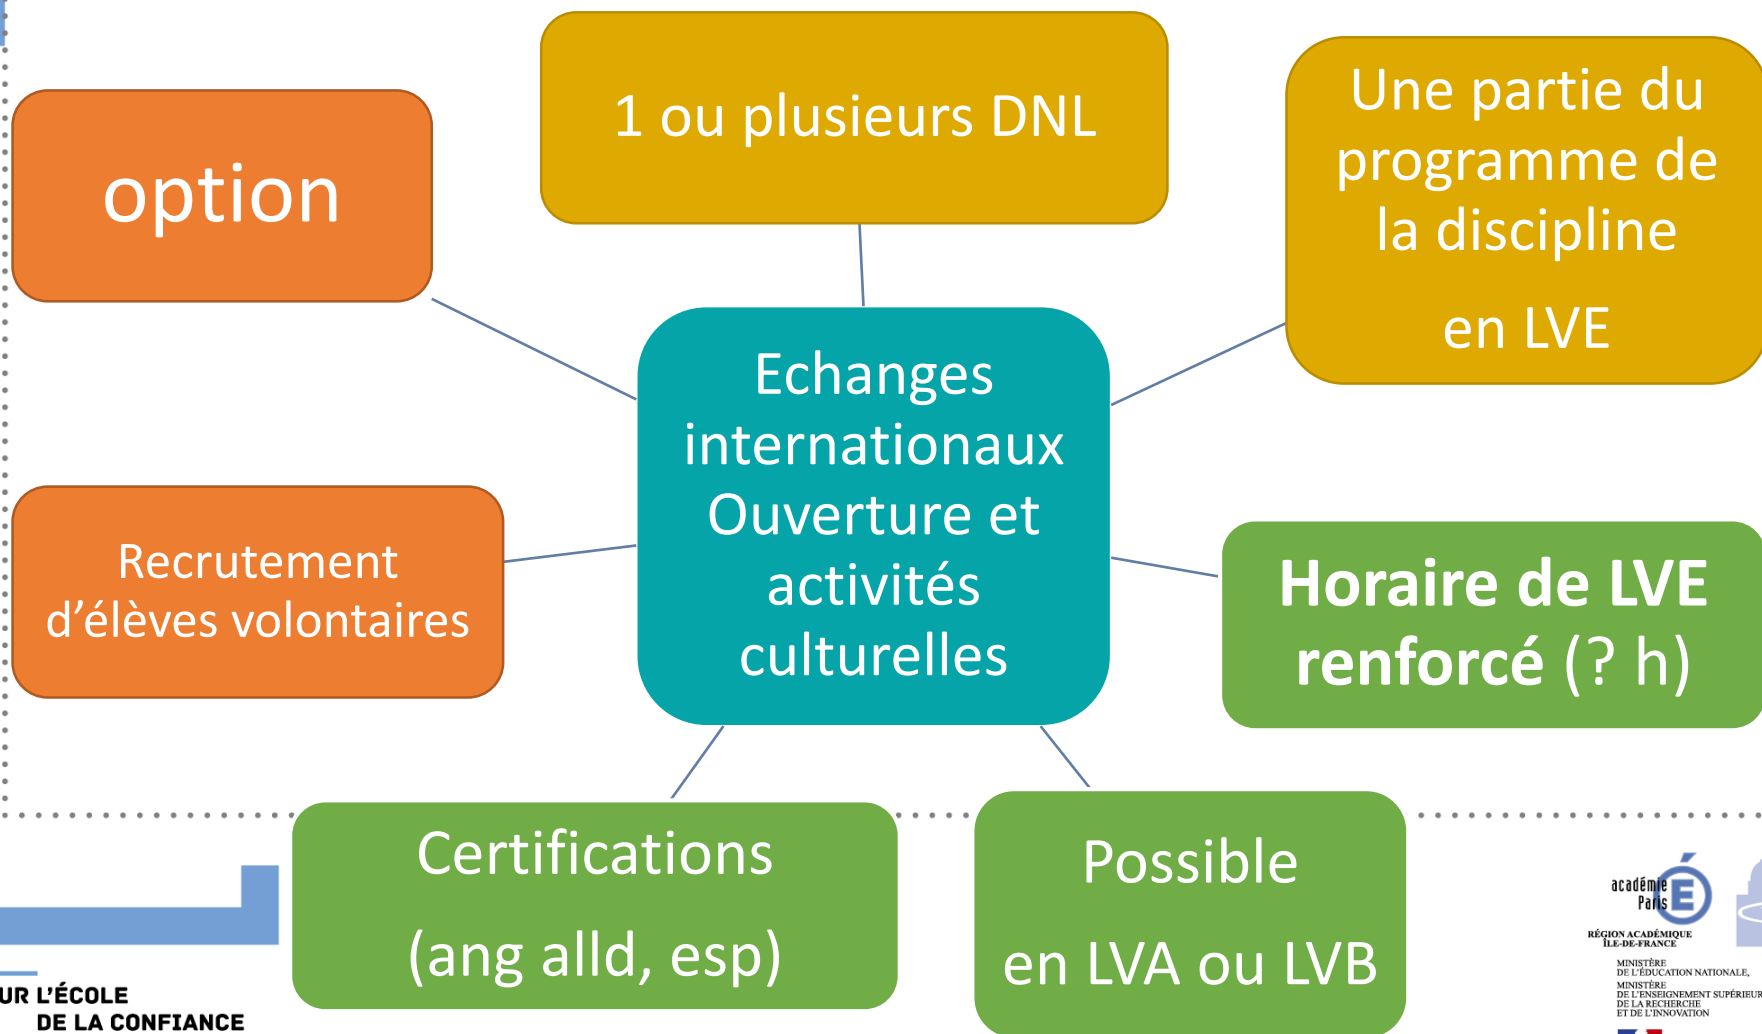 1 ou plusieurs DNL
Une partie du
programme de
la discipline
en LVE
option
Echanges
internationaux
Ouverture et
activités
culturelles
Recrutement
d’élèves volontaires
Horaire de LVE
renforcé (? h)
Certifications
(ang alld, esp)
Possible
en LVA ou LVB
académie
Paris
RÉGION ACADÉMIQUE
ÎLE-DE-FRANCE
MINISTÈRE
DE L'ÉDUCATION NATIONALE,
MINISTÈRE
DE L'ENSEIGNEMENT SUPÉRIEUR
DE LA RECHERCHE
ET DE L'INNOVATION
UR L'ÉCOLE
DE LA CONFIANCE